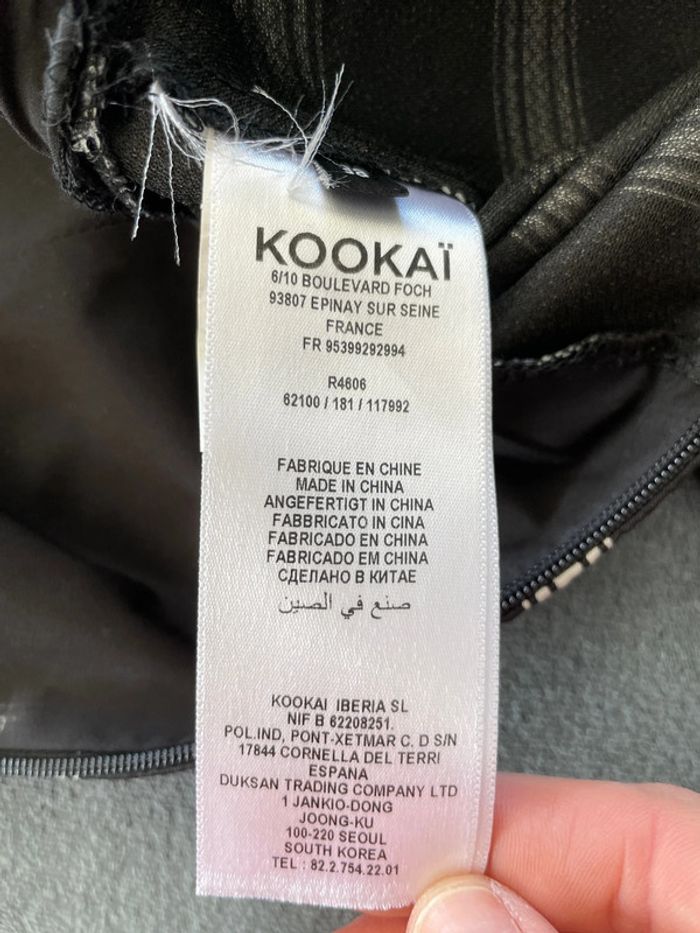 KOOKAÏ
6/10 BOULEVARD FOCH
93807 EPINAY SUR SEINE
FRANCE
FR 95399292994
R4606
62100 / 181 / 117992
FABRIQUE EN CHINE
MADE IN CHINA
ANGEFERTIGT IN CHINA
FABBRICATO IN CINA
FABRICADO EN CHINA
FABRICADO EM CHINA
СДЕЛАНО В КИТАЕ
صنع في الصين
KOOKAI IBERIA SL
NIF B 62208251.
POL.IND, PONT-XETMAR C. D S/N
17844 CORNELLA DEL TERRI
ESPANA
DUKSAN TRADING COMPANY LTD
1 JANKIO-DONG
JOONG-KU
100-220 SEOUL
SOUTH KOREA
TEL : 82.2.754.22.01